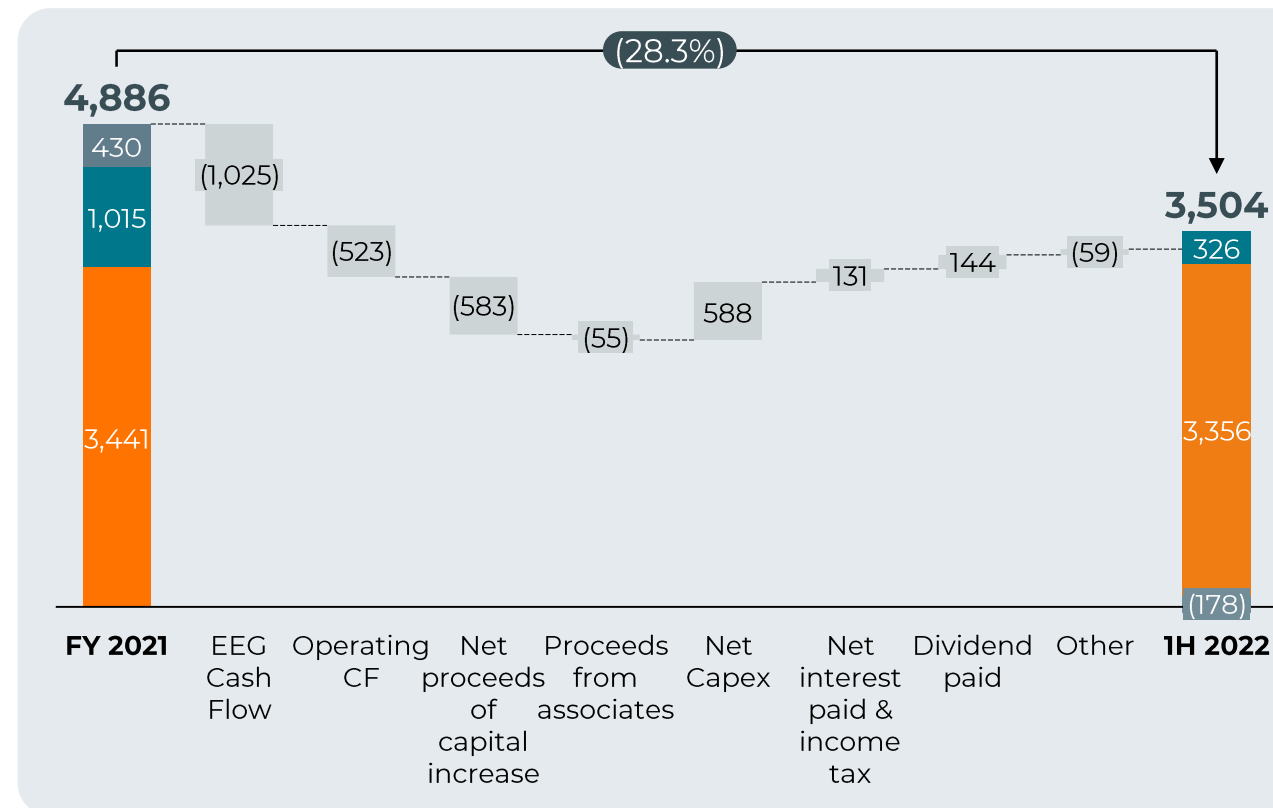 (28.3%)
4,886
430
(1,025)
1,015
3,504
(523)
131
144
(59)
326
(583)
588
(55)
3,441
3,356
(178)
FY 2021
EEG
Cash
Flow
Operating
CF
Net
proceeds
of
capital
increase
Proceeds
from
associates
Net
Capex
Net
interest
paid &
income
tax
Dividend
paid
Other
1H 2022